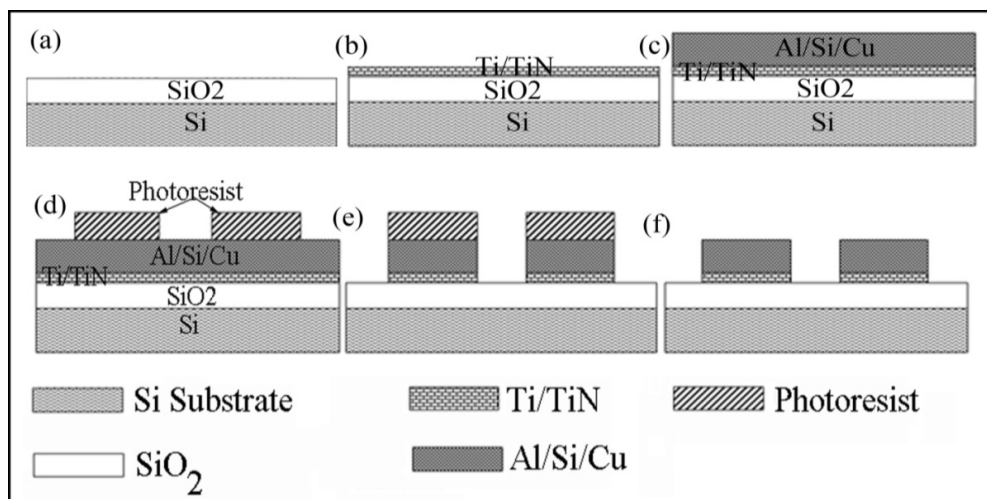 (a)
SiO2
Si
(b)
Ti/TiN
SiO2
Si
(c)
Al/Si/Cu
Ti/TiN
SiO2
Si
(d)
Photoresist
Al/Si/Cu
Ti/TiN
SiO2
Si
(e)
(f)
Si Substrate
Ti/TiN
Photoresist
SiO2
Al/Si/Cu